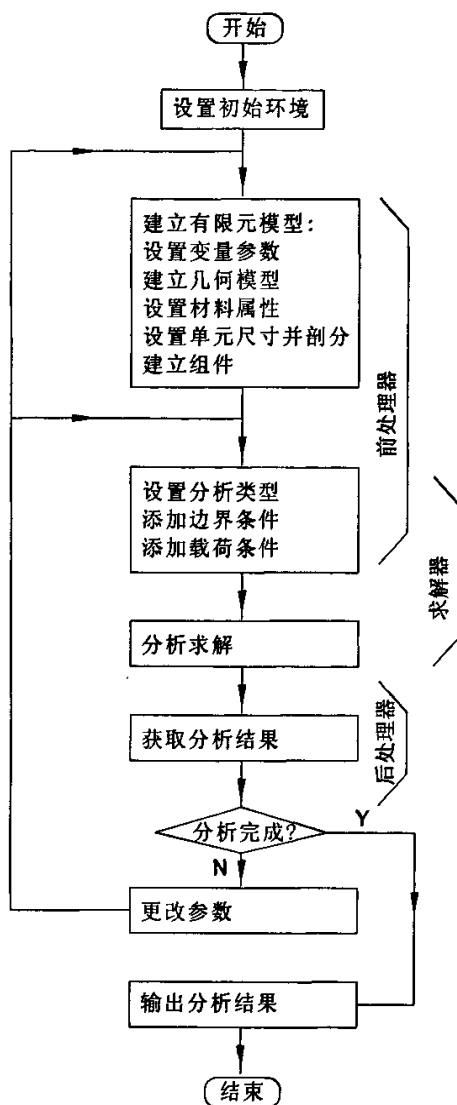 开始
设置初始环境
建立有限元模型:
设置变量参数
建立几何模型
设置材料属性
设置单元尺寸并剖分
建立组件
前处理器
设置分析类型
添加边界条件
添加载荷条件
求解器
分析求解
获取分析结果
后处理器
分析完成?
Y
N
更改参数
输出分析结果
结束